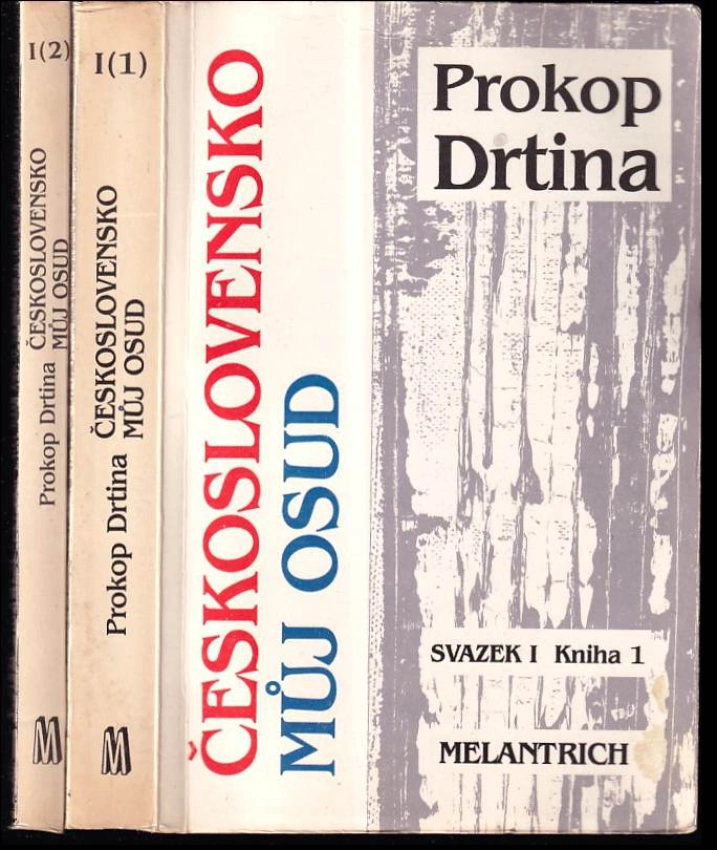 I(2)
Prokop Drtina
ČESKOSLOVENSKO
MŮJ OSUD
M
I(1)
Prokop Drtina
ČESKOSLOVENSKO
MŮJ OSUD
M
ČESKOSLOVENSKO
MŮJ OSUD
Prokop
Drtina
SVAZEK I Kniha 1
MELANTRICH